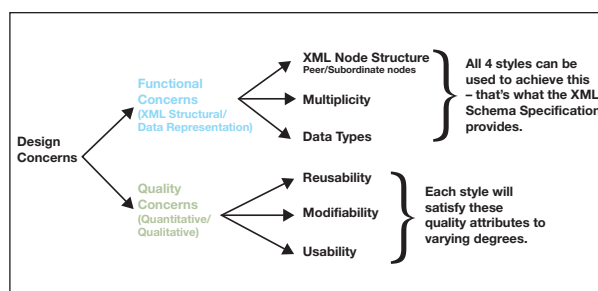 Design
Concerns
Functional
Concerns
(XML Structural/
Data Representation)
XML Node Structure
Peer/Subordinate nodes
Multiplicity
Data Types
All 4 styles can be
used to achieve this
– that's what the XML
Schema Specification
provides.
Quality
Concerns
(Quantitative/
Qualitative)
Reusability
Modifiability
Usability
Each style will
satisfy these
quality attributes to
varying degrees.